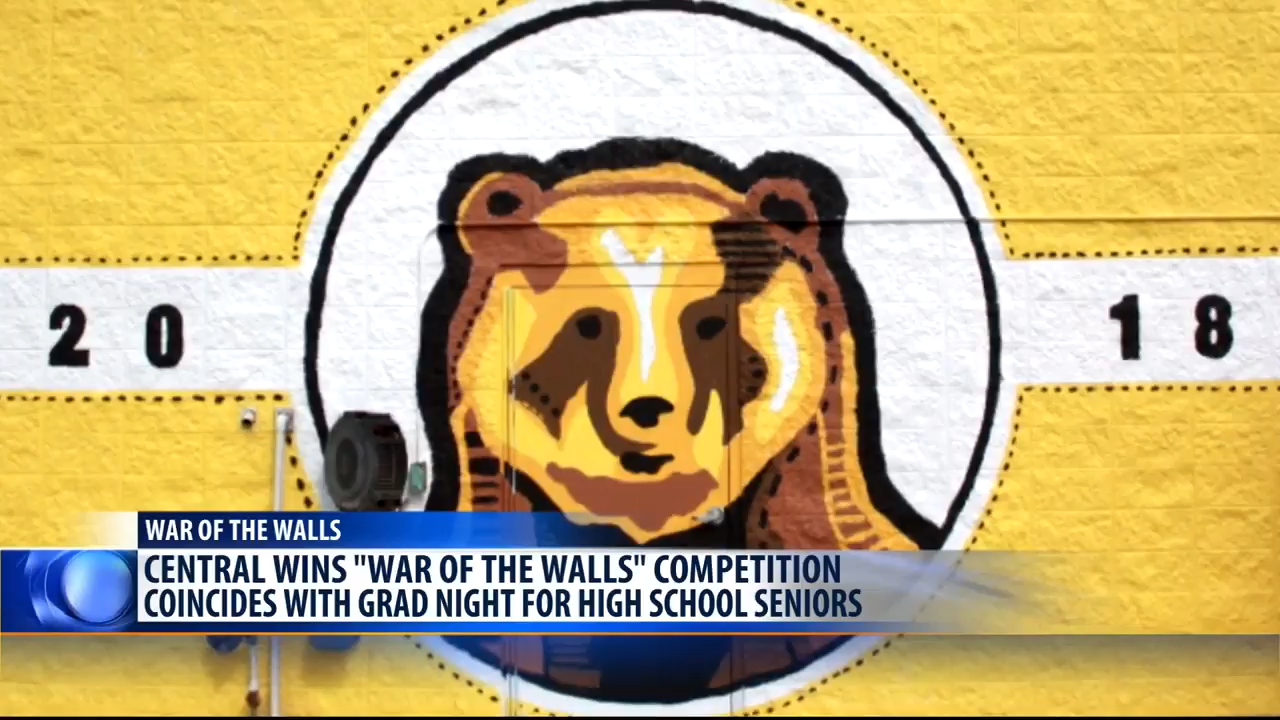 20 18
WAR OF THE WALLS
CENTRAL WINS "WAR OF THE WALLS" COMPETITION
COINCIDES WITH GRAD NIGHT FOR HIGH SCHOOL SENIORS